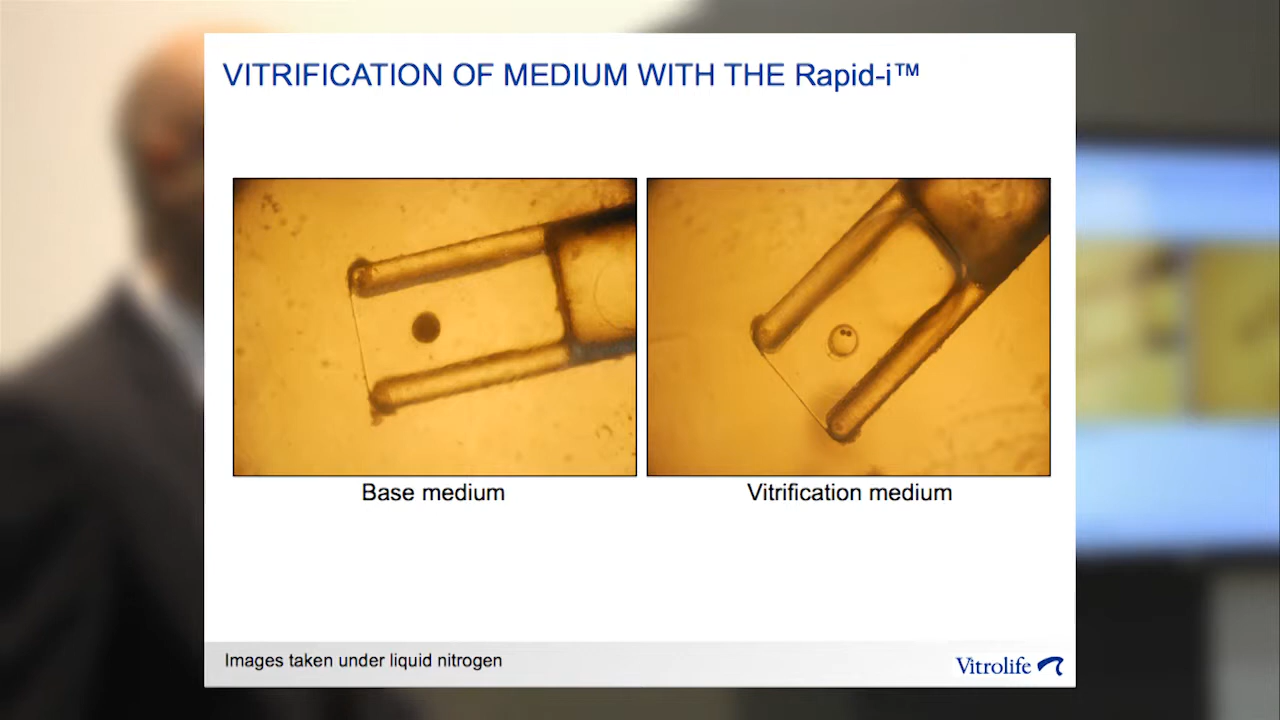 VITRIFICATION OF MEDIUM WITH THE Rapid-i™
Base medium
Vitrification medium
Images taken under liquid nitrogen
Vitrolife